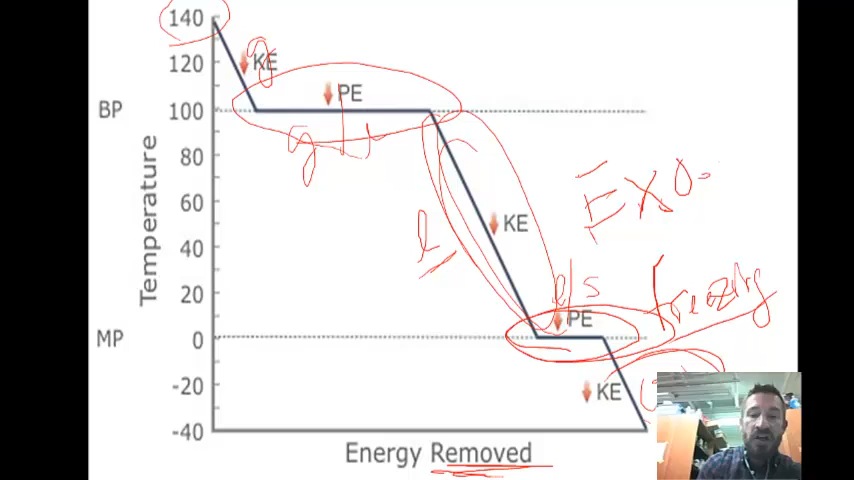 140
120
KE
g
PE
BP
100
g/l
80
60
40
20
0
-20
-40
Temperature
KE
l
Exo-
l/s
PE
freezing
MP
KE
Energy Removed